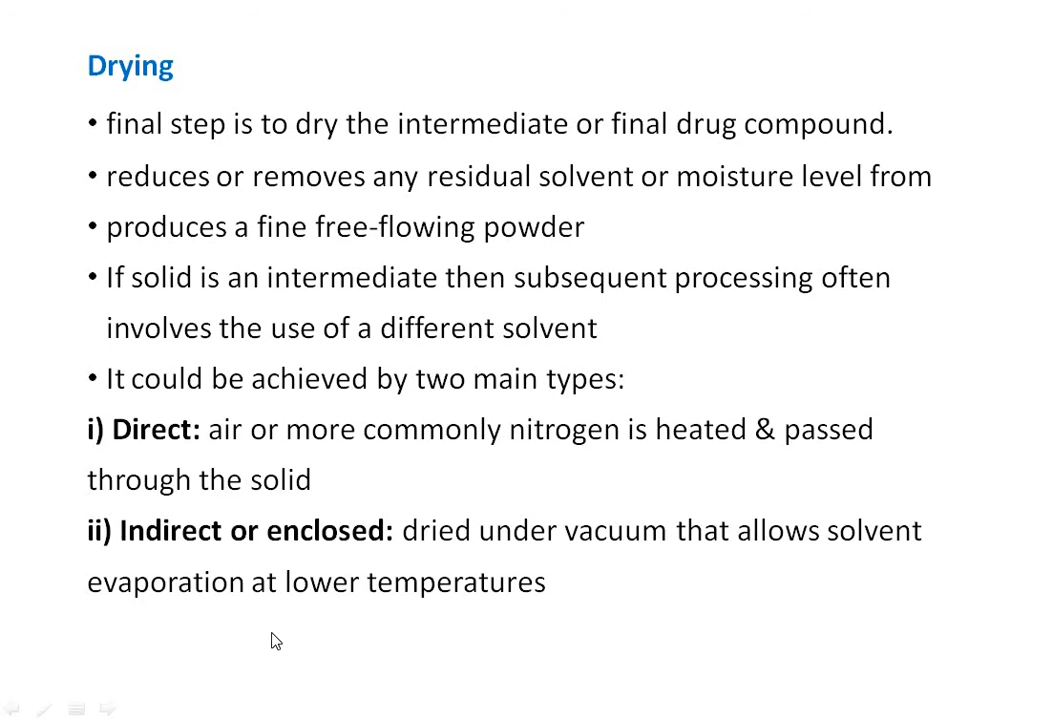 Drying
• final step is to dry the intermediate or final drug compound.
• reduces or removes any residual solvent or moisture level from
• produces a fine free-flowing powder
• If solid is an intermediate then subsequent processing often
involves the use of a different solvent
• It could be achieved by two main types:
i) Direct: air or more commonly nitrogen is heated & passed
through the solid
ii) Indirect or enclosed: dried under vacuum that allows solvent
evaporation at lower temperatures